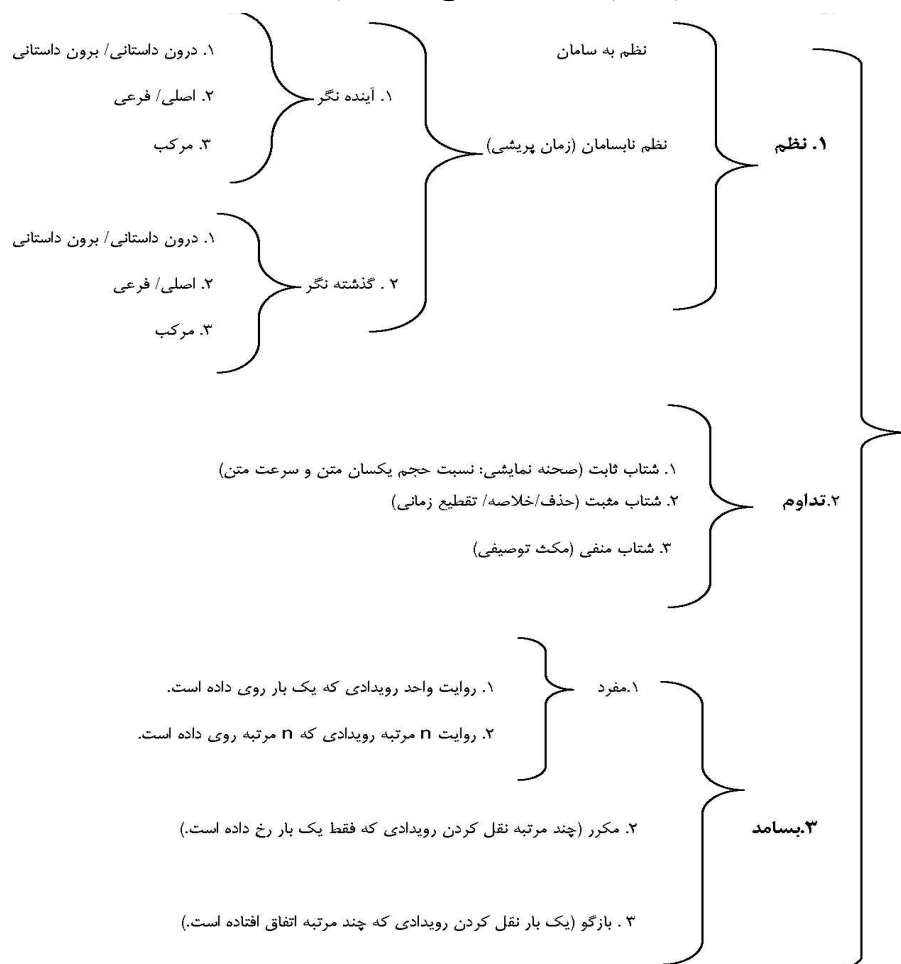 نظم به سامان
۱. درون داستانی/ برون داستانی
۱. آینده نگر
۲. اصلی/ فرعی
۱. نظم
نظم نابسامان (زمان پریشی)
۳. مرکب
۱. درون داستانی/ برون داستانی
۲ . گذشته نگر
۲. اصلی/ فرعی
۳. مرکب
۱. شتاب ثابت (صحنه نمایشی: نسبت حجم یکسان متن و سرعت متن)
۲.تداوم
۲. شتاب مثبت (حذف/خلاصه/ تقطیع زمانی)
۳. شتاب منفی (مکث توصیفی)
۱.مفرد
۱. روایت واحد رویدادی که یک بار روی داده است.
۲. روایت n مرتبه رویدادی که n مرتبه روی داده است.
۳.بسامد
۲. مکرر (چند مرتبه نقل کردن رویدادی که فقط یک بار رخ داده است.)
۳ . بازگو (یک بار نقل کردن رویدادی که چند مرتبه اتفاق افتاده است.)